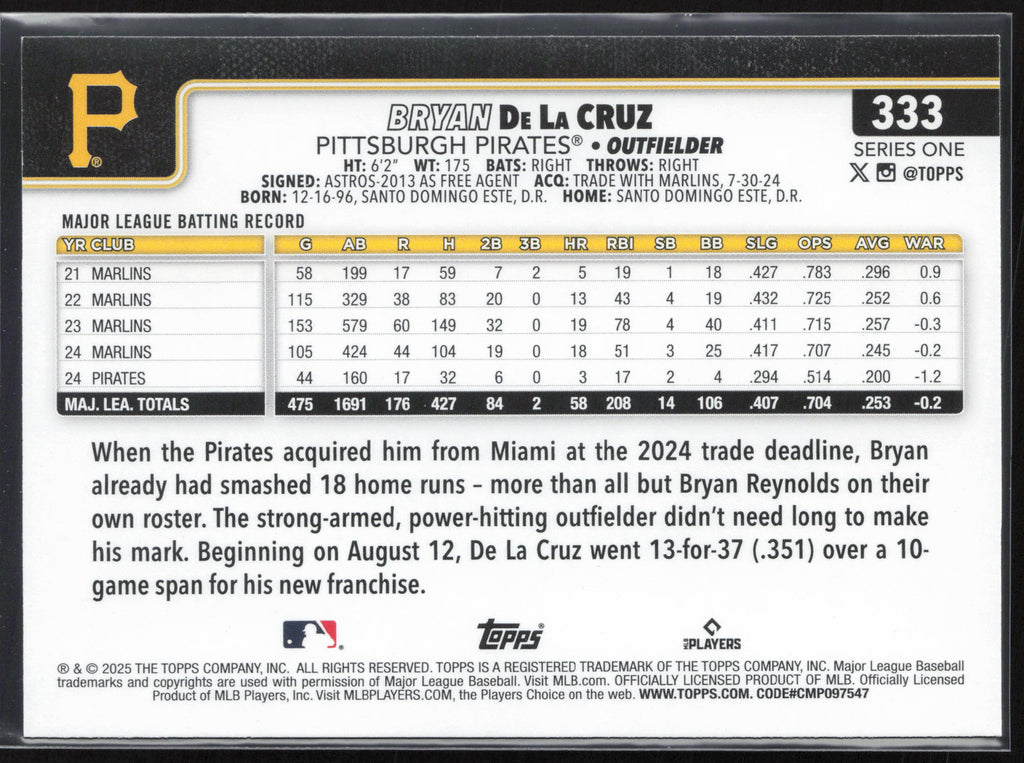 P®
BRYAN DE LA CRUZ
333
PITTSBURGH PIRATES® • OUTFIELDER
SERIES ONE
HT: 6'2" WT: 175 BATS: RIGHT THROWS: RIGHT
@TOPPS
SIGNED: ASTROS-2013 AS FREE AGENT ACQ: TRADE WITH MARLINS, 7-30-24
BORN: 12-16-96, SANTO DOMINGO ESTE, D.R. HOME: SANTO DOMINGO ESTE, D.R.
MAJOR LEAGUE BATTING RECORD
YR CLUB G AB R H 2B 3B HR RBI SB BB SLG OPS AVG WAR
21 MARLINS 58 199 17 59 7 2 5 19 1 18 .427 .783 .296 0.9
22 MARLINS 115 329 38 83 20 0 13 43 4 19 .432 .725 .252 0.6
23 MARLINS 153 579 60 149 32 0 19 78 4 40 .411 .715 .257 -0.3
24 MARLINS 105 424 44 104 19 0 18 51 3 25 .417 .707 .245 -0.2
24 PIRATES 44 160 17 32 6 0 3 17 2 4 .294 .514 .200 -1.2
MAJ. LEA. TOTALS 475 1691 176 427 84 2 58 208 14 106 .407 .704 .253 -0.2
When the Pirates acquired him from Miami at the 2024 trade deadline, Bryan
already had smashed 18 home runs – more than all but Bryan Reynolds on their
own roster. The strong-armed, power-hitting outfielder didn't need long to make
his mark. Beginning on August 12, De La Cruz went 13-for-37 (.351) over a 10-
game span for his new franchise.
Topps®
MLB PLAYERS
® & © 2025 THE TOPPS COMPANY, INC. ALL RIGHTS RESERVED. TOPPS IS A REGISTERED TRADEMARK OF THE TOPPS COMPANY, INC. Major League Baseball
trademarks and copyrights are used with permission of Major League Baseball. Visit MLB.com. OFFICIALLY LICENSED PRODUCT OF MLB. Officially Licensed
Product of MLB Players, Inc. Visit MLBPLAYERS.COM, the Players Choice on the web. WWW.TOPPS.COM. CODE#CMP097547